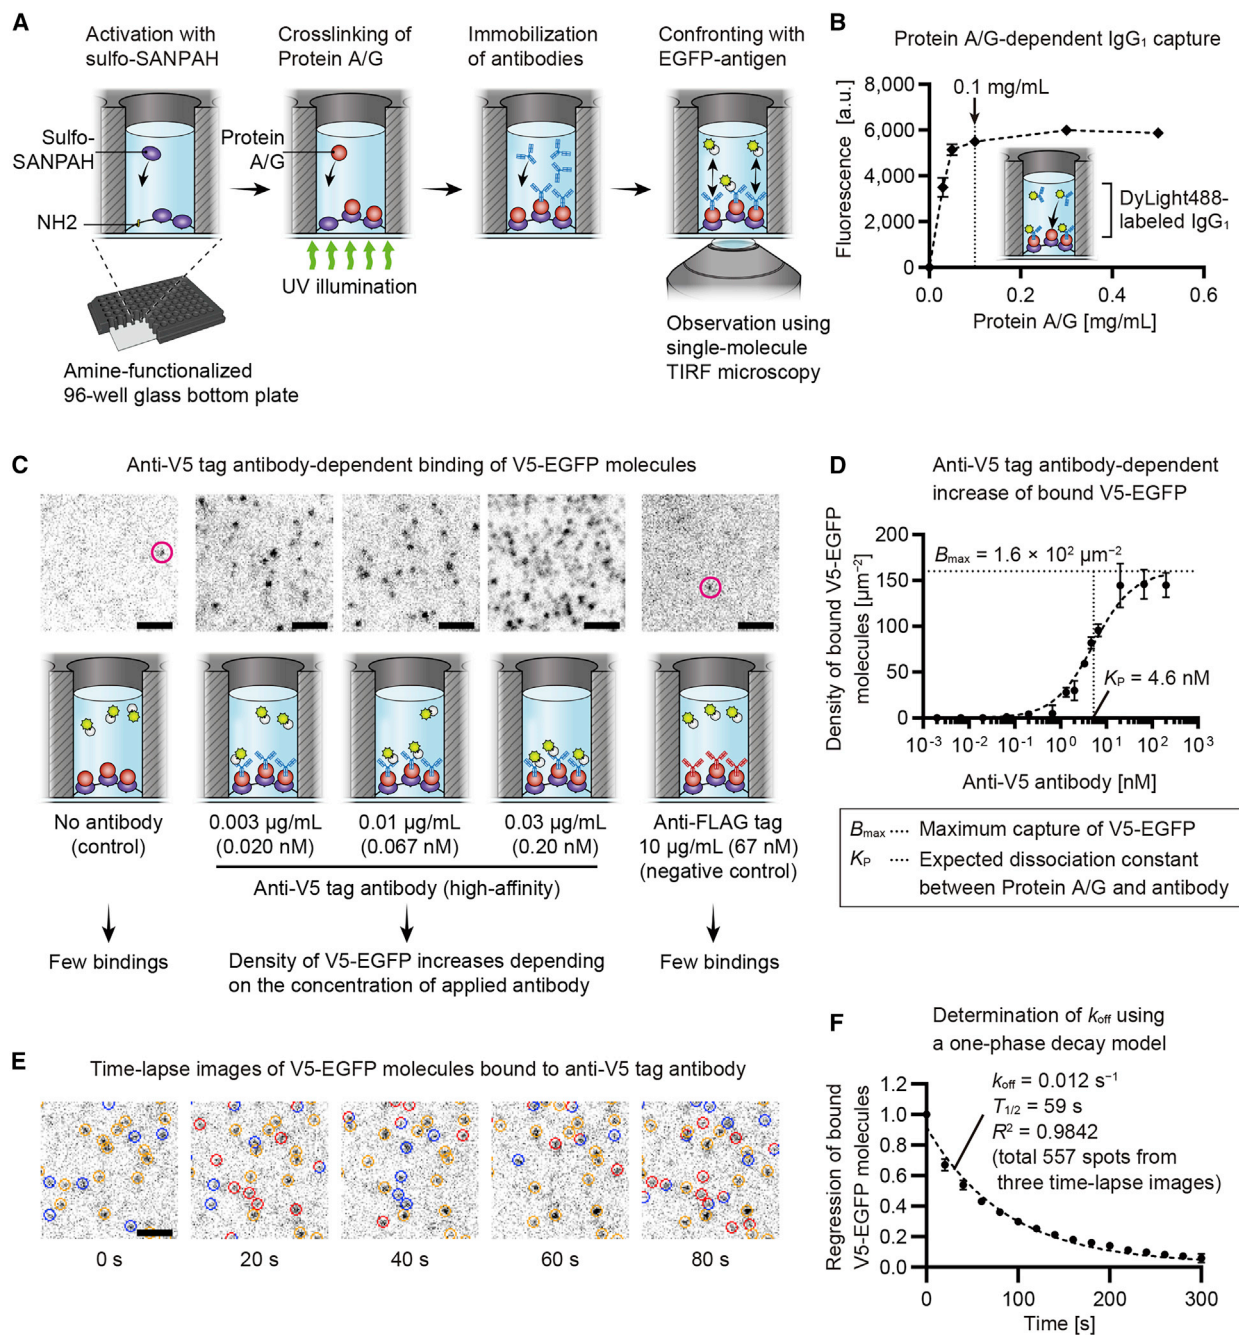 A
Activation with
sulfo-SANPAH
Crosslinking of
Protein A/G
Immobilization
of antibodies
Confronting with
EGFP-antigen
Sulfo-
SANPAH
NH2
Protein
A/G
UV illumination
Amine-functionalized
96-well glass bottom plate
Observation using
single-molecule
TIRF microscopy
B
Protein A/G-dependent IgG₁ capture
Fluorescence [a.u.]
8,000
6,000
4,000
2,000
0
0.1 mg/mL
DyLight488-
labeled IgG₁
0.0
0.2
0.4
0.6
Protein A/G [mg/mL]
C
Anti-V5 tag antibody-dependent binding of V5-EGFP molecules
No antibody
(control)
0.003 µg/mL
(0.020 nM)
0.01 µg/mL
(0.067 nM)
0.03 µg/mL
(0.20 nM)
Anti-V5 tag antibody (high-affinity)
Anti-FLAG tag
10 µg/mL (67 nM)
(negative control)
Few bindings
Density of V5-EGFP increases depending
on the concentration of applied antibody
Few bindings
D
Anti-V5 tag antibody-dependent
increase of bound V5-EGFP
Density of bound V5-EGFP
molecules [µm⁻²]
200
150
100
50
0
Bmax = 1.6 × 10² µm⁻²
KP = 4.6 nM
10⁻³ 10⁻² 10⁻¹ 10⁰ 10¹ 10² 10³
Anti-V5 antibody [nM]
Bmax ···· Maximum capture of V5-EGFP
KP ···· Expected dissociation constant
between Protein A/G and antibody
E
Time-lapse images of V5-EGFP molecules bound to anti-V5 tag antibody
0 s
20 s
40 s
60 s
80 s
F
Determination of koff using
a one-phase decay model
Regression of bound
V5-EGFP molecules
1.2
1.0
0.8
0.6
0.4
0.2
0.0
koff = 0.012 s⁻¹
T1/2 = 59 s
R² = 0.9842
(total 557 spots from
three time-lapse images)
0
100
200
300
Time [s]